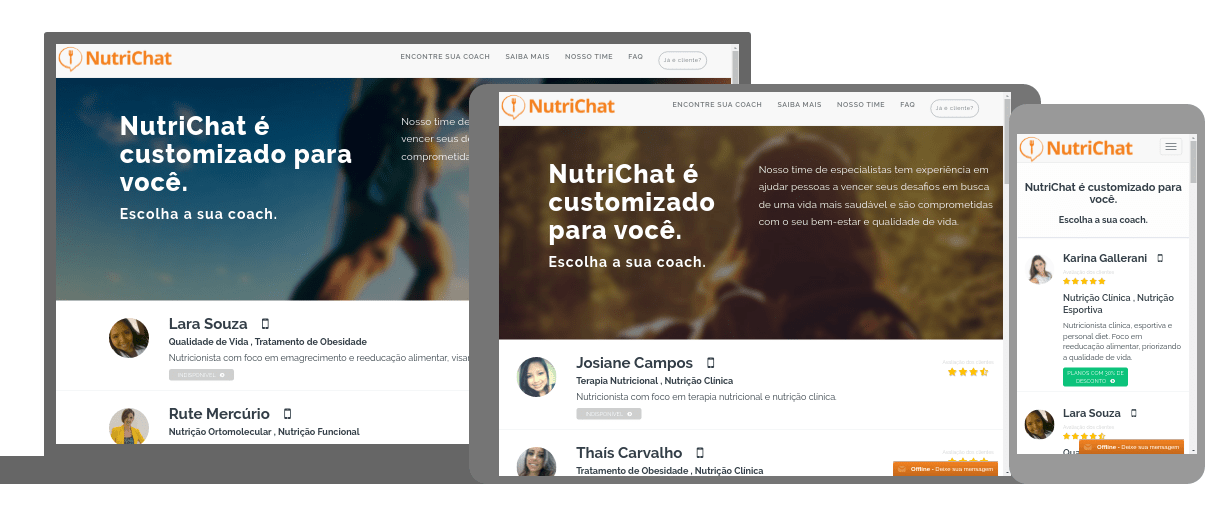 NutriChat
ENCONTRE SUA COACH SAIBA MAIS NOSSO TIME FAQ Já é cliente?
NutriChat é
customizado para
você.
Escolha a sua coach.
Nosso time de
vencer seus de
comprometida
Lara Souza
Qualidade de Vida , Tratamento de Obesidade
Nutricionista com foco em emagrecimento e reeducação alimentar, visar
INDISPONÍVEL
Rute Mercúrio
Nutrição Ortomolecular , Nutrição Funcional
NutriChat
ENCONTRE SUA COACH SAIBA MAIS NOSSO TIME FAQ Já é cliente?
NutriChat é
customizado
para você.
Escolha a sua coach.
Nosso time de especialistas tem experiência em
ajudar pessoas a vencer seus desafios em busca
de uma vida mais saudável e são comprometidas
com o seu bem-estar e qualidade de vida.
Josiane Campos
Avaliação dos clientes
Terapia Nutricional , Nutrição Clínica
Nutricionista com foco em terapia nutricional e nutrição clínica.
INDISPONÍVEL
Thaís Carvalho
Avaliação dos clientes
Tratamento de Obesidade , Nutrição Clínica
Offline - Deixe sua mensagem
NutriChat
NutriChat é customizado para
você.
Escolha a sua coach.
Karina Gallerani
Avaliação dos clientes
Nutrição Clínica , Nutrição
Esportiva
Nutricionista clínica, esportiva e
personal diet. Foco em
reeducação alimentar, priorizando
a qualidade de vida.
PLANOS COM 30% DE
DESCONTO
Lara Souza
Avaliação dos clientes
Qua
Offline - Deixe sua mensagem